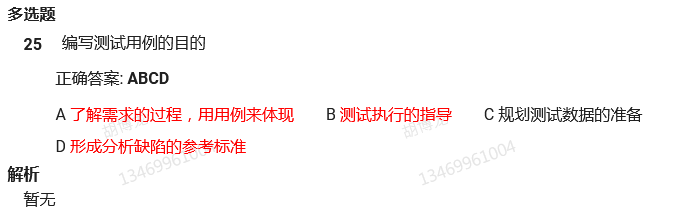 多选题
25 编写测试用例的目的
正确答案: ABCD
A 了解需求的过程，用用例来体现 B 测试执行的指导 C 规划测试数据的准备
D 形成分析缺陷的参考标准
解析
暂无
13469961004
13469961004